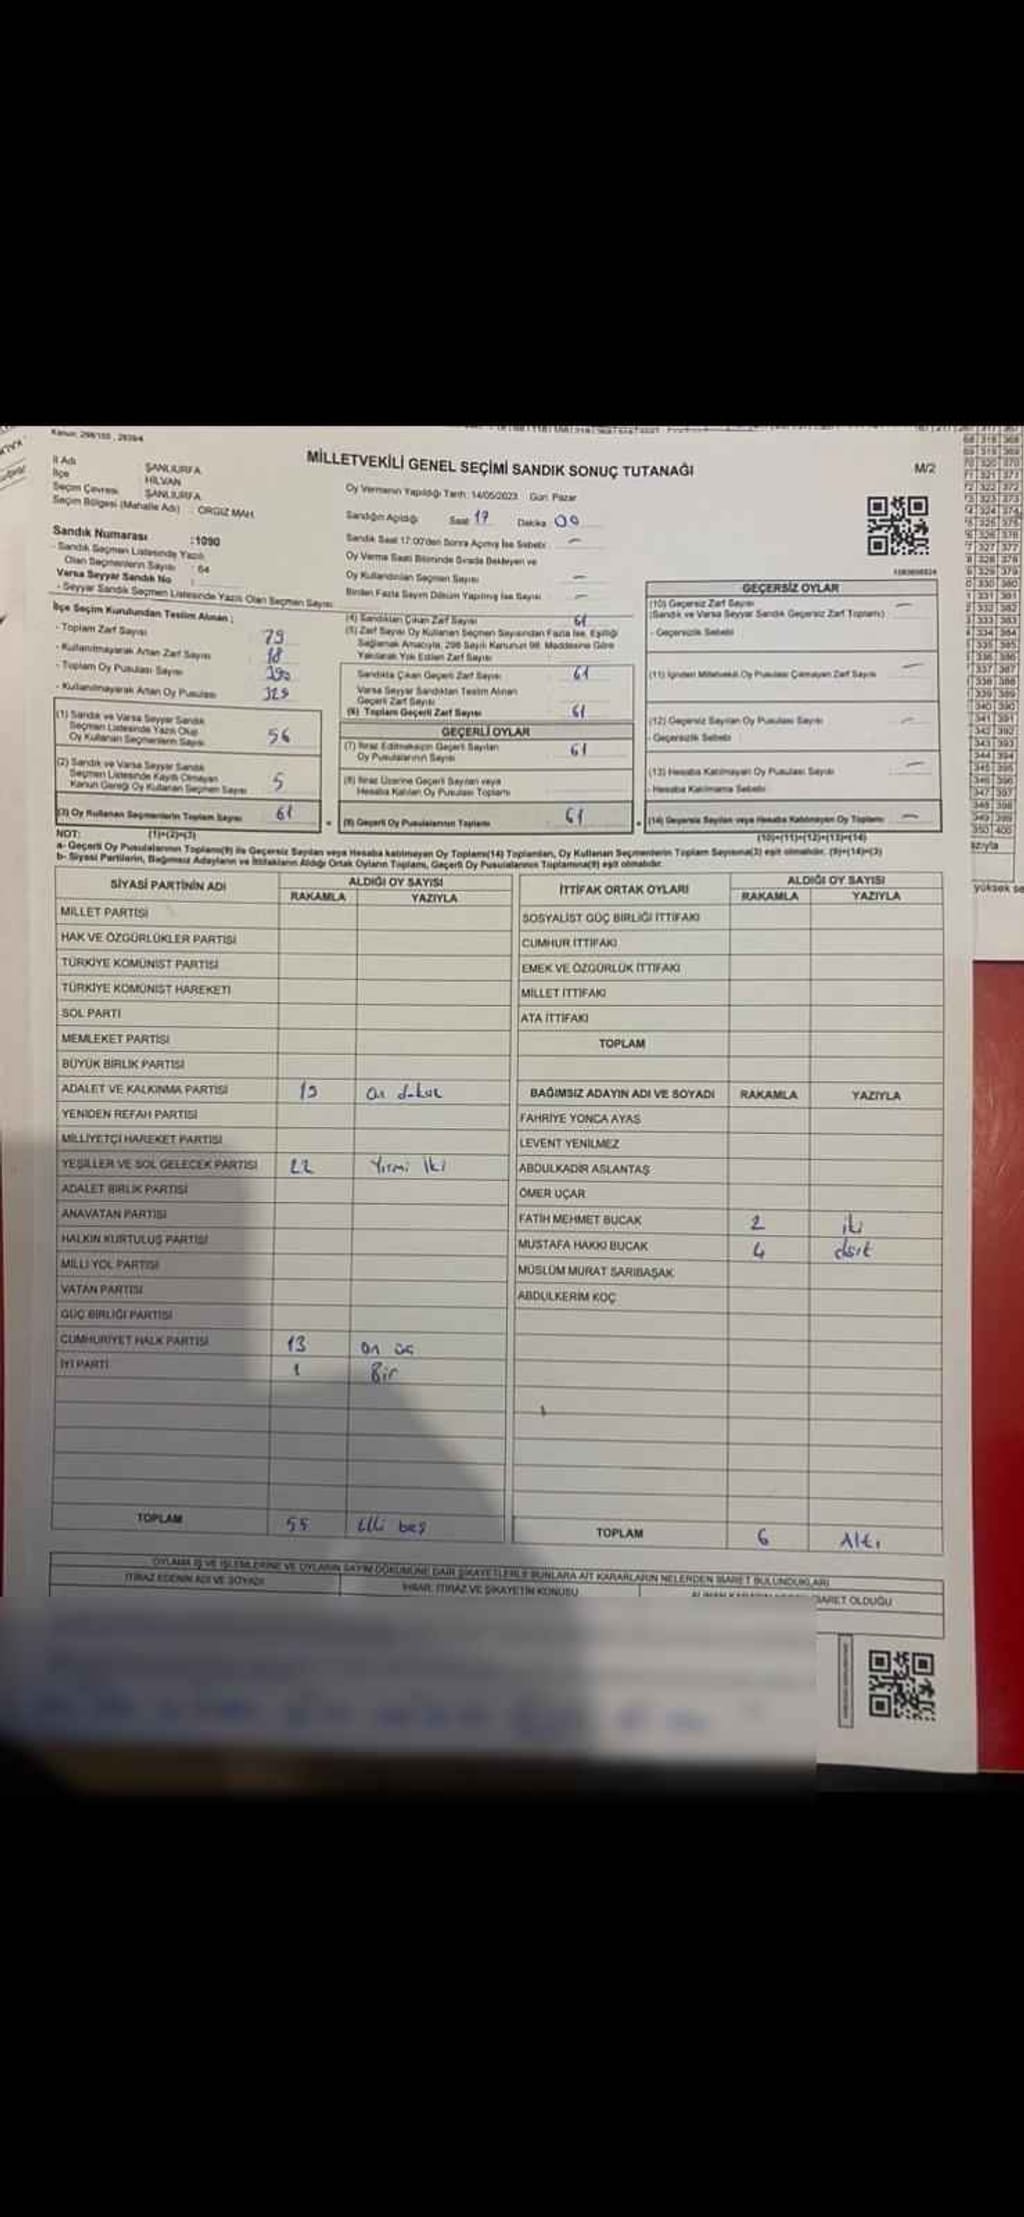 Kanun: 298/100 , 2839/4
MİLLETVEKİLİ GENEL SEÇİMİ SANDIK SONUÇ TUTANAĞI
M/2
İl Adı ŞANLIURFA
İlçe HİLVAN
Seçim Çevresi ŞANLIURFA
Seçim Bölgesi (Mahalle Adı) : ORGIZ MAH.
Sandık Numarası :1090
- Sandık Seçmen Listesinde Yazılı
Olan Seçmenlerin Sayısı : 64
Varsa Seyyar Sandık No :
- Seyyar Sandık Seçmen Listesinde Yazılı Olan Seçmen Sayısı
Oy Vermenin Yapıldığı Tarih: 14/05/2023 Gün: Pazar
Sandığın Açıldığı Saat 17 Dakika 00
Sandık Saat 17:00'den Sonra Açılmış İse Sebebi: –
Oy Verme Saati Bitiminde Sırada Bekleyen ve
Oy Kullandırılan Seçmen Sayısı –
Birden Fazla Sayım Döküm Yapılmış İse Sayısı –
İlçe Seçim Kurulundan Teslim Alınan ;
- Toplam Zarf Sayısı 79
- Kullanılmayarak Artan Zarf Sayısı 18
- Toplam Oy Pusulası Sayısı 390
- Kullanılmayarak Artan Oy Pusulası 329
(1) Sandık ve Varsa Seyyar Sandık
Seçmen Listesinde Yazılı Olup
Oy Kullanan Seçmenlerin Sayısı 56
(2) Sandık ve Varsa Seyyar Sandık
Seçmen Listesinde Kayıtlı Olmayan
Kanun Gereği Oy Kullanan Seçmen Sayısı 5
(3) Oy Kullanan Seçmenlerin Toplam Sayısı 61
(1)+(2)=(3)
(4) Sandıktan Çıkan Zarf Sayısı 61
(5) Zarf Sayısı Oy Kullanan Seçmen Sayısından Fazla İse, Eşitliği
Sağlamak Amacıyla, 298 Sayılı Kanunun 98. Maddesine Göre
Yakılarak Yok Edilen Zarf Sayısı
Sandıkta Çıkan Geçerli Zarf Sayısı 61
Varsa Seyyar Sandıktan Teslim Alınan
Geçerli Zarf Sayısı
(6) Toplam Geçerli Zarf Sayısı 61
GEÇERLİ OYLAR
(7) İtiraz Edilmeksizin Geçerli Sayılan
Oy Pusulalarının Sayısı 61
(8) İtiraz Üzerine Geçerli Sayılan veya
Hesaba Katılan Oy Pusulası Toplamı
(9) Geçerli Oy Pusulalarının Toplamı 61
GEÇERSİZ OYLAR
(10) Geçersiz Zarf Sayısı –
(Sandık ve Varsa Seyyar Sandık Geçersiz Zarf Toplamı)
- Geçersizlik Sebebi :
(11) İçinden Milletvekili Oy Pusulası Çıkmayan Zarf Sayısı –
(12) Geçersiz Sayılan Oy Pusulası Sayısı –
- Geçersizlik Sebebi :
(13) Hesaba Katılmayan Oy Pusulası Sayısı –
- Hesaba Katılmama Sebebi :
(14) Geçersiz Sayılan veya Hesaba Katılmayan Oy Toplamı –
(10)+(11)+(12)+(13)=(14)
NOT:
a- Geçerli Oy Pusulalarının Toplamı(9) ile Geçersiz Sayılan veya Hesaba katılmayan Oy Toplamı(14) Toplamları, Oy Kullanan Seçmenlerin Toplam Sayısına(3) eşit olmalıdır. (9)+(14)=(3)
b- Siyasi Partilerin, Bağımsız Adayların ve İttifakların Aldığı Ortak Oyların Toplamı, Geçerli Oy Pusulalarının Toplamına(9) eşit olmalıdır.
SİYASİ PARTİNİN ADI ALDIĞI OY SAYISI
RAKAMLA YAZIYLA
MİLLET PARTİSİ
HAK VE ÖZGÜRLÜKLER PARTİSİ
TÜRKİYE KOMÜNİST PARTİSİ
TÜRKİYE KOMÜNİST HAREKETİ
SOL PARTİ
MEMLEKET PARTİSİ
BÜYÜK BİRLİK PARTİSİ
ADALET VE KALKINMA PARTİSİ 19 on dokuz
YENİDEN REFAH PARTİSİ
MİLLİYETÇİ HAREKET PARTİSİ
YEŞİLLER VE SOL GELECEK PARTİSİ 22 Yirmi iki
ADALET BİRLİK PARTİSİ
ANAVATAN PARTİSİ
HALKIN KURTULUŞ PARTİSİ
MİLLİ YOL PARTİSİ
VATAN PARTİSİ
GÜÇ BİRLİĞİ PARTİSİ
CUMHURİYET HALK PARTİSİ 13 on üç
İYİ PARTİ 1 Bir
TOPLAM 55 Elli beş
İTTİFAK ORTAK OYLARI ALDIĞI OY SAYISI
RAKAMLA YAZIYLA
SOSYALİST GÜÇ BİRLİĞİ İTTİFAKI
CUMHUR İTTİFAKI
EMEK VE ÖZGÜRLÜK İTTİFAKI
MİLLET İTTİFAKI
ATA İTTİFAKI
TOPLAM
BAĞIMSIZ ADAYIN ADI VE SOYADI RAKAMLA YAZIYLA
FAHRİYE YONCA AYAS
LEVENT YENİLMEZ
ABDULKADİR ASLANTAŞ
ÖMER UÇAR
FATİH MEHMET BUCAK 2 iki
MUSTAFA HAKKI BUCAK 4 dört
MÜSLÜM MURAT SARIBAŞAK
ABDULKERİM KOÇ
TOPLAM 6 Altı
OYLAMA İŞ VE İŞLEMLERİNE VE OYLARIN SAYIM DÖKÜMÜNE DAİR ŞİKAYETLERLE BUNLARA AİT KARARLARIN NELERDEN İBARET BULUNDUKLARI
İTİRAZ EDENİN ADI VE SOYADI
İHBAR, İTİRAZ VE ŞİKAYETİN KONUSU
İBARET OLDUĞU
yüksek se